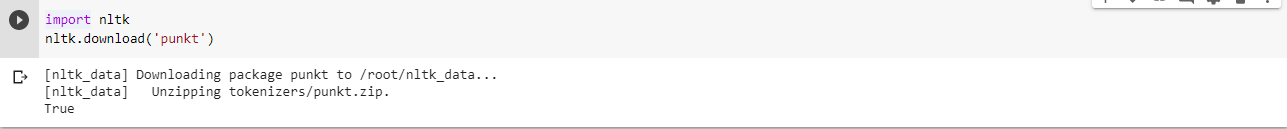 import nltk
nltk.download('punkt')
[nltk_data] Downloading package punkt to /root/nltk_data...
[nltk_data]   Unzipping tokenizers/punkt.zip.
True